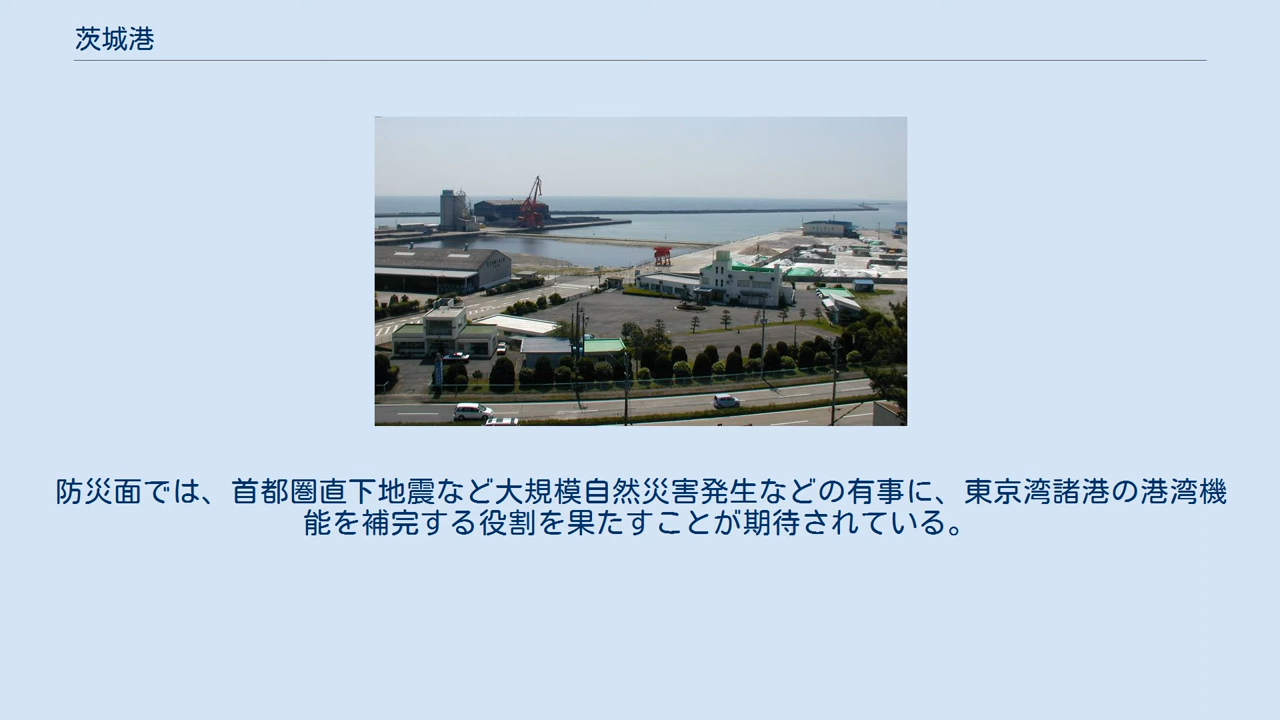 茨城港
防災面では、首都圏直下地震など大規模自然災害発生などの有事に、東京湾諸港の港湾機
能を補完する役割を果たすことが期待されている。